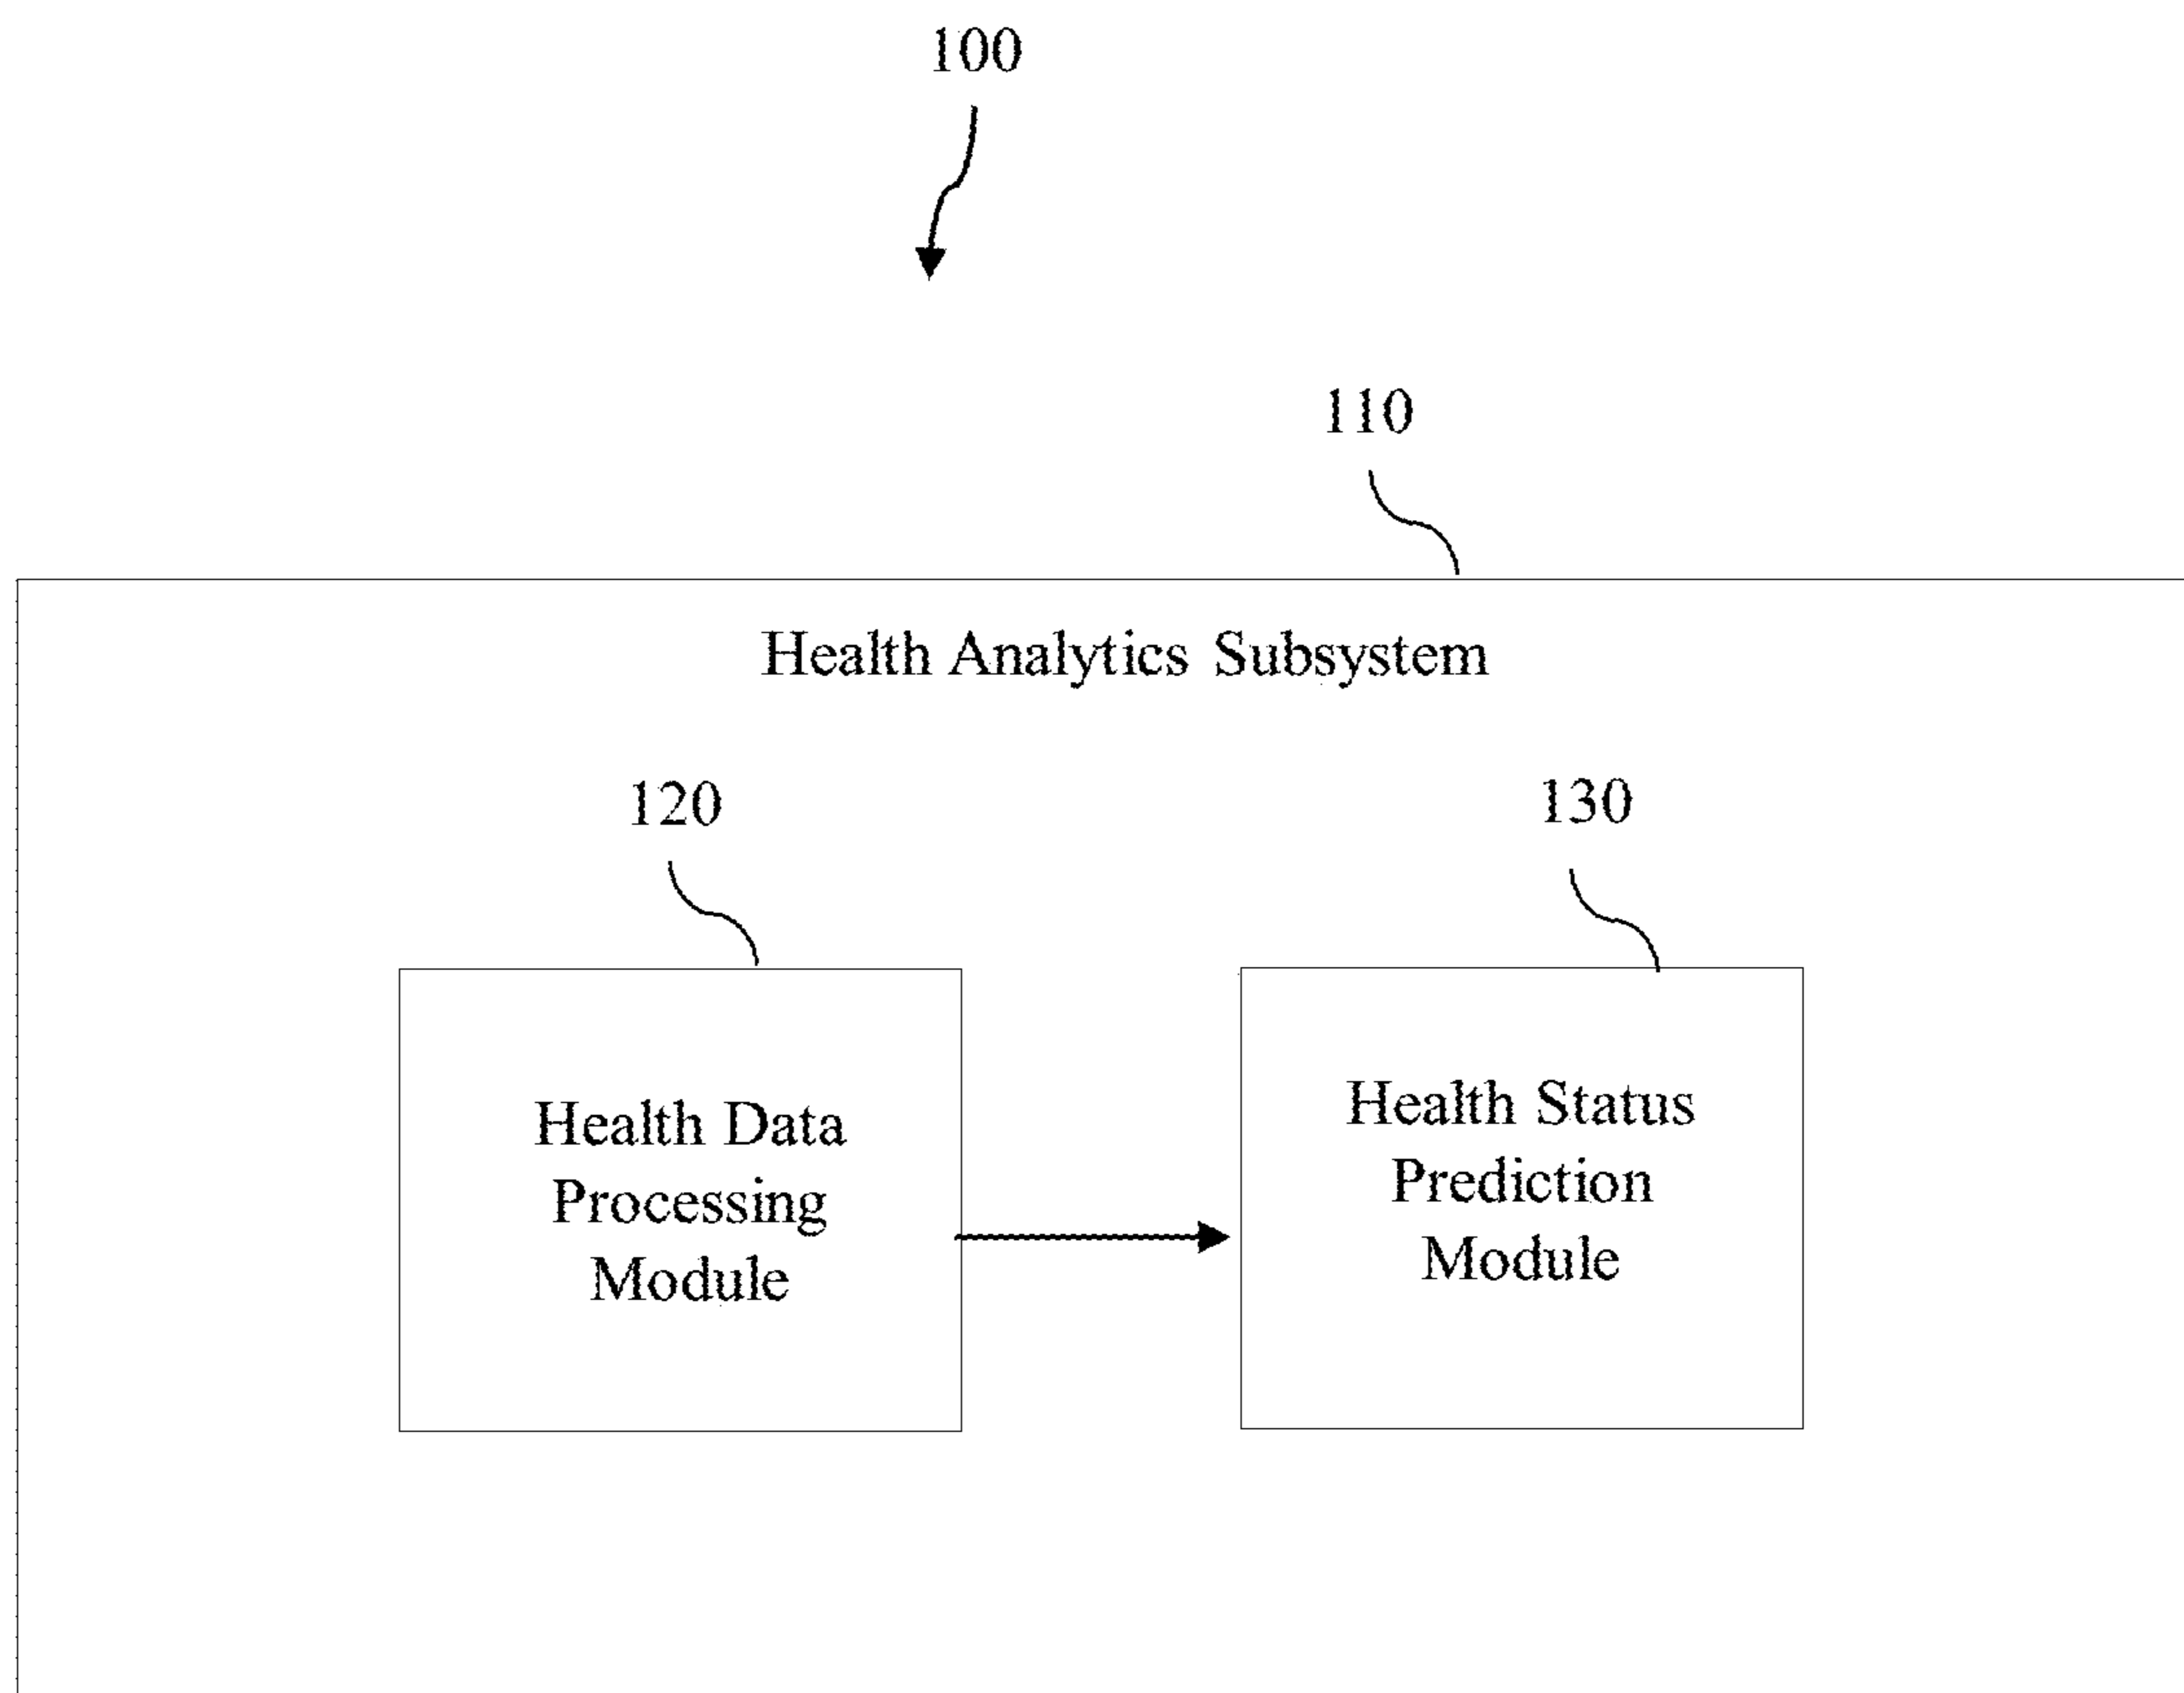 100
110
Health Analytics Subsystem
120
130
Health Data
Processing
Module
Health Status
Prediction
Module